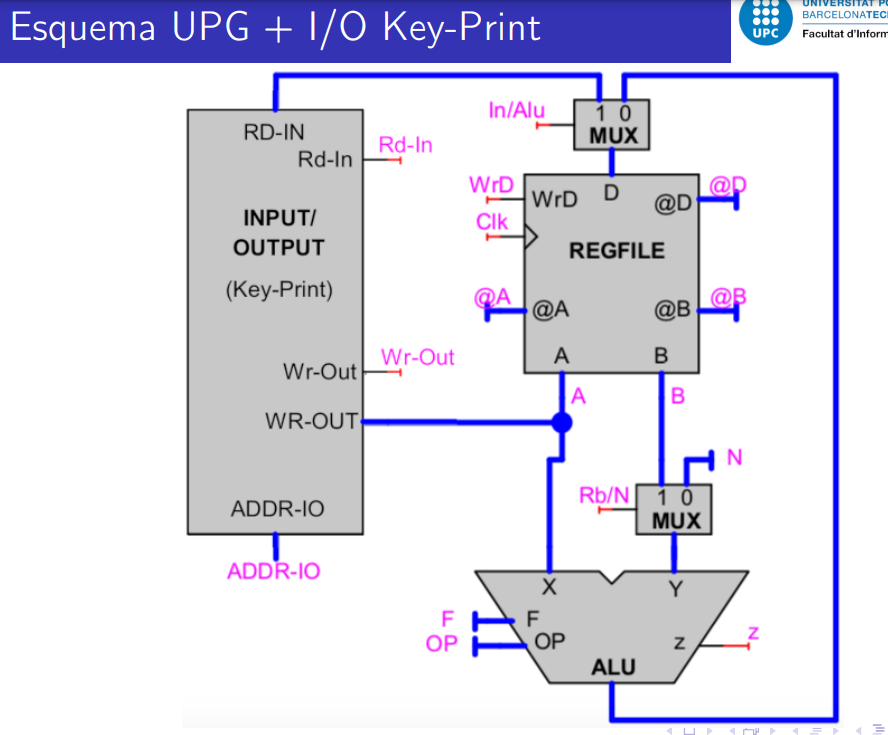 Esquema UPG + I/O Key-Print
BARCELONATEC
UPC
Facultat d'Inform
RD-IN
Rd-In
Rd-In
INPUT/
OUTPUT
(Key-Print)
Wr-Out
Wr-Out
WR-OUT
ADDR-IO
ADDR-IO
In/Alu
1 0
MUX
WrD
WrD
D
@D
@D
Clk
REGFILE
@A
@A
@B
@B
A
B
A
B
N
Rb/N
1 0
MUX
X
Y
F
F
OP
OP
z
z
ALU